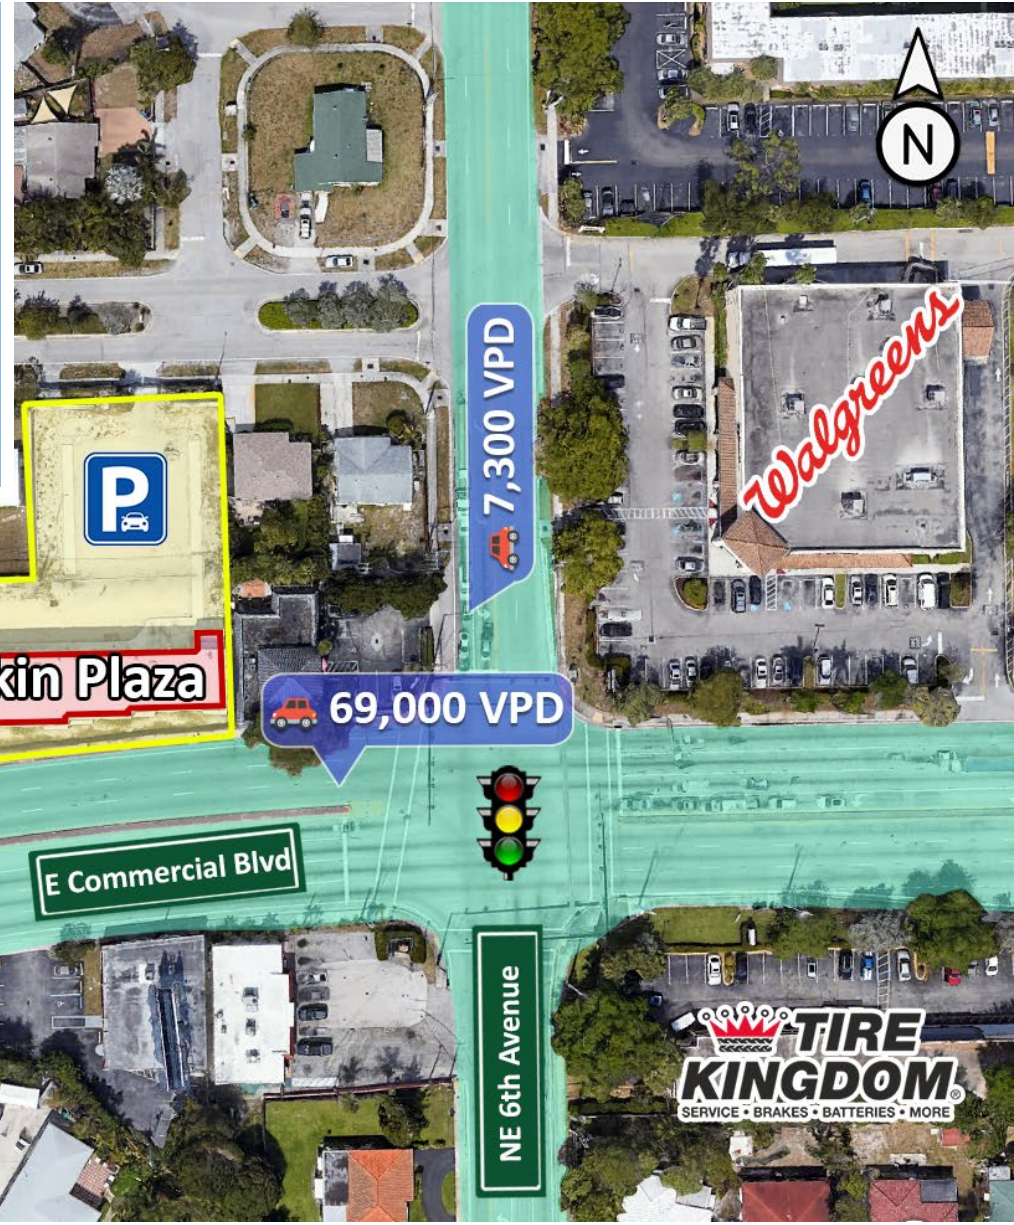 N
7,300 VPD
Walgreens
P
kin Plaza
69,000 VPD
E Commercial Blvd
NE 6th Avenue
TIRE
KINGDOM®
SERVICE • BRAKES • BATTERIES • MORE